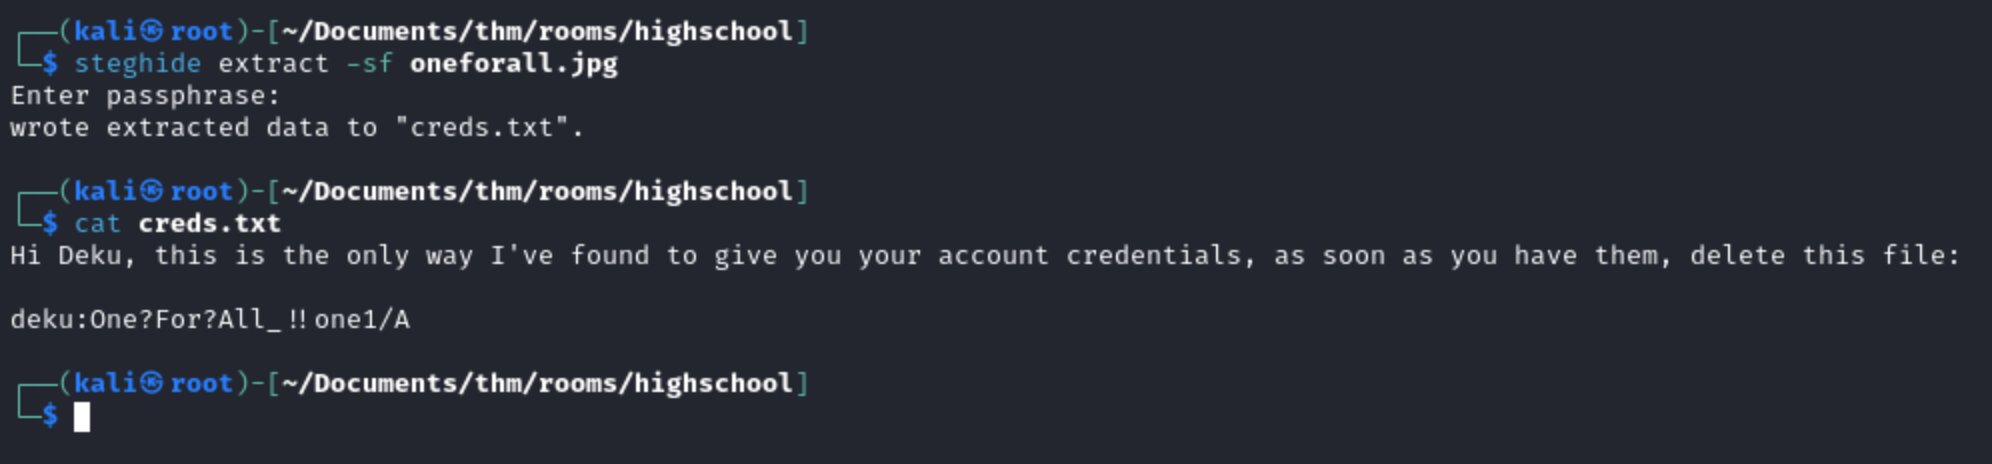 ┌──(kali㉿root)-[~/Documents/thm/rooms/highschool]
└─$ steghide extract -sf oneforall.jpg
Enter passphrase:
wrote extracted data to "creds.txt".
┌──(kali㉿root)-[~/Documents/thm/rooms/highschool]
└─$ cat creds.txt
Hi Deku, this is the only way I've found to give you your account credentials, as soon as you have them, delete this file:
deku:One?For?All_!!one1/A
┌──(kali㉿root)-[~/Documents/thm/rooms/highschool]
└─$